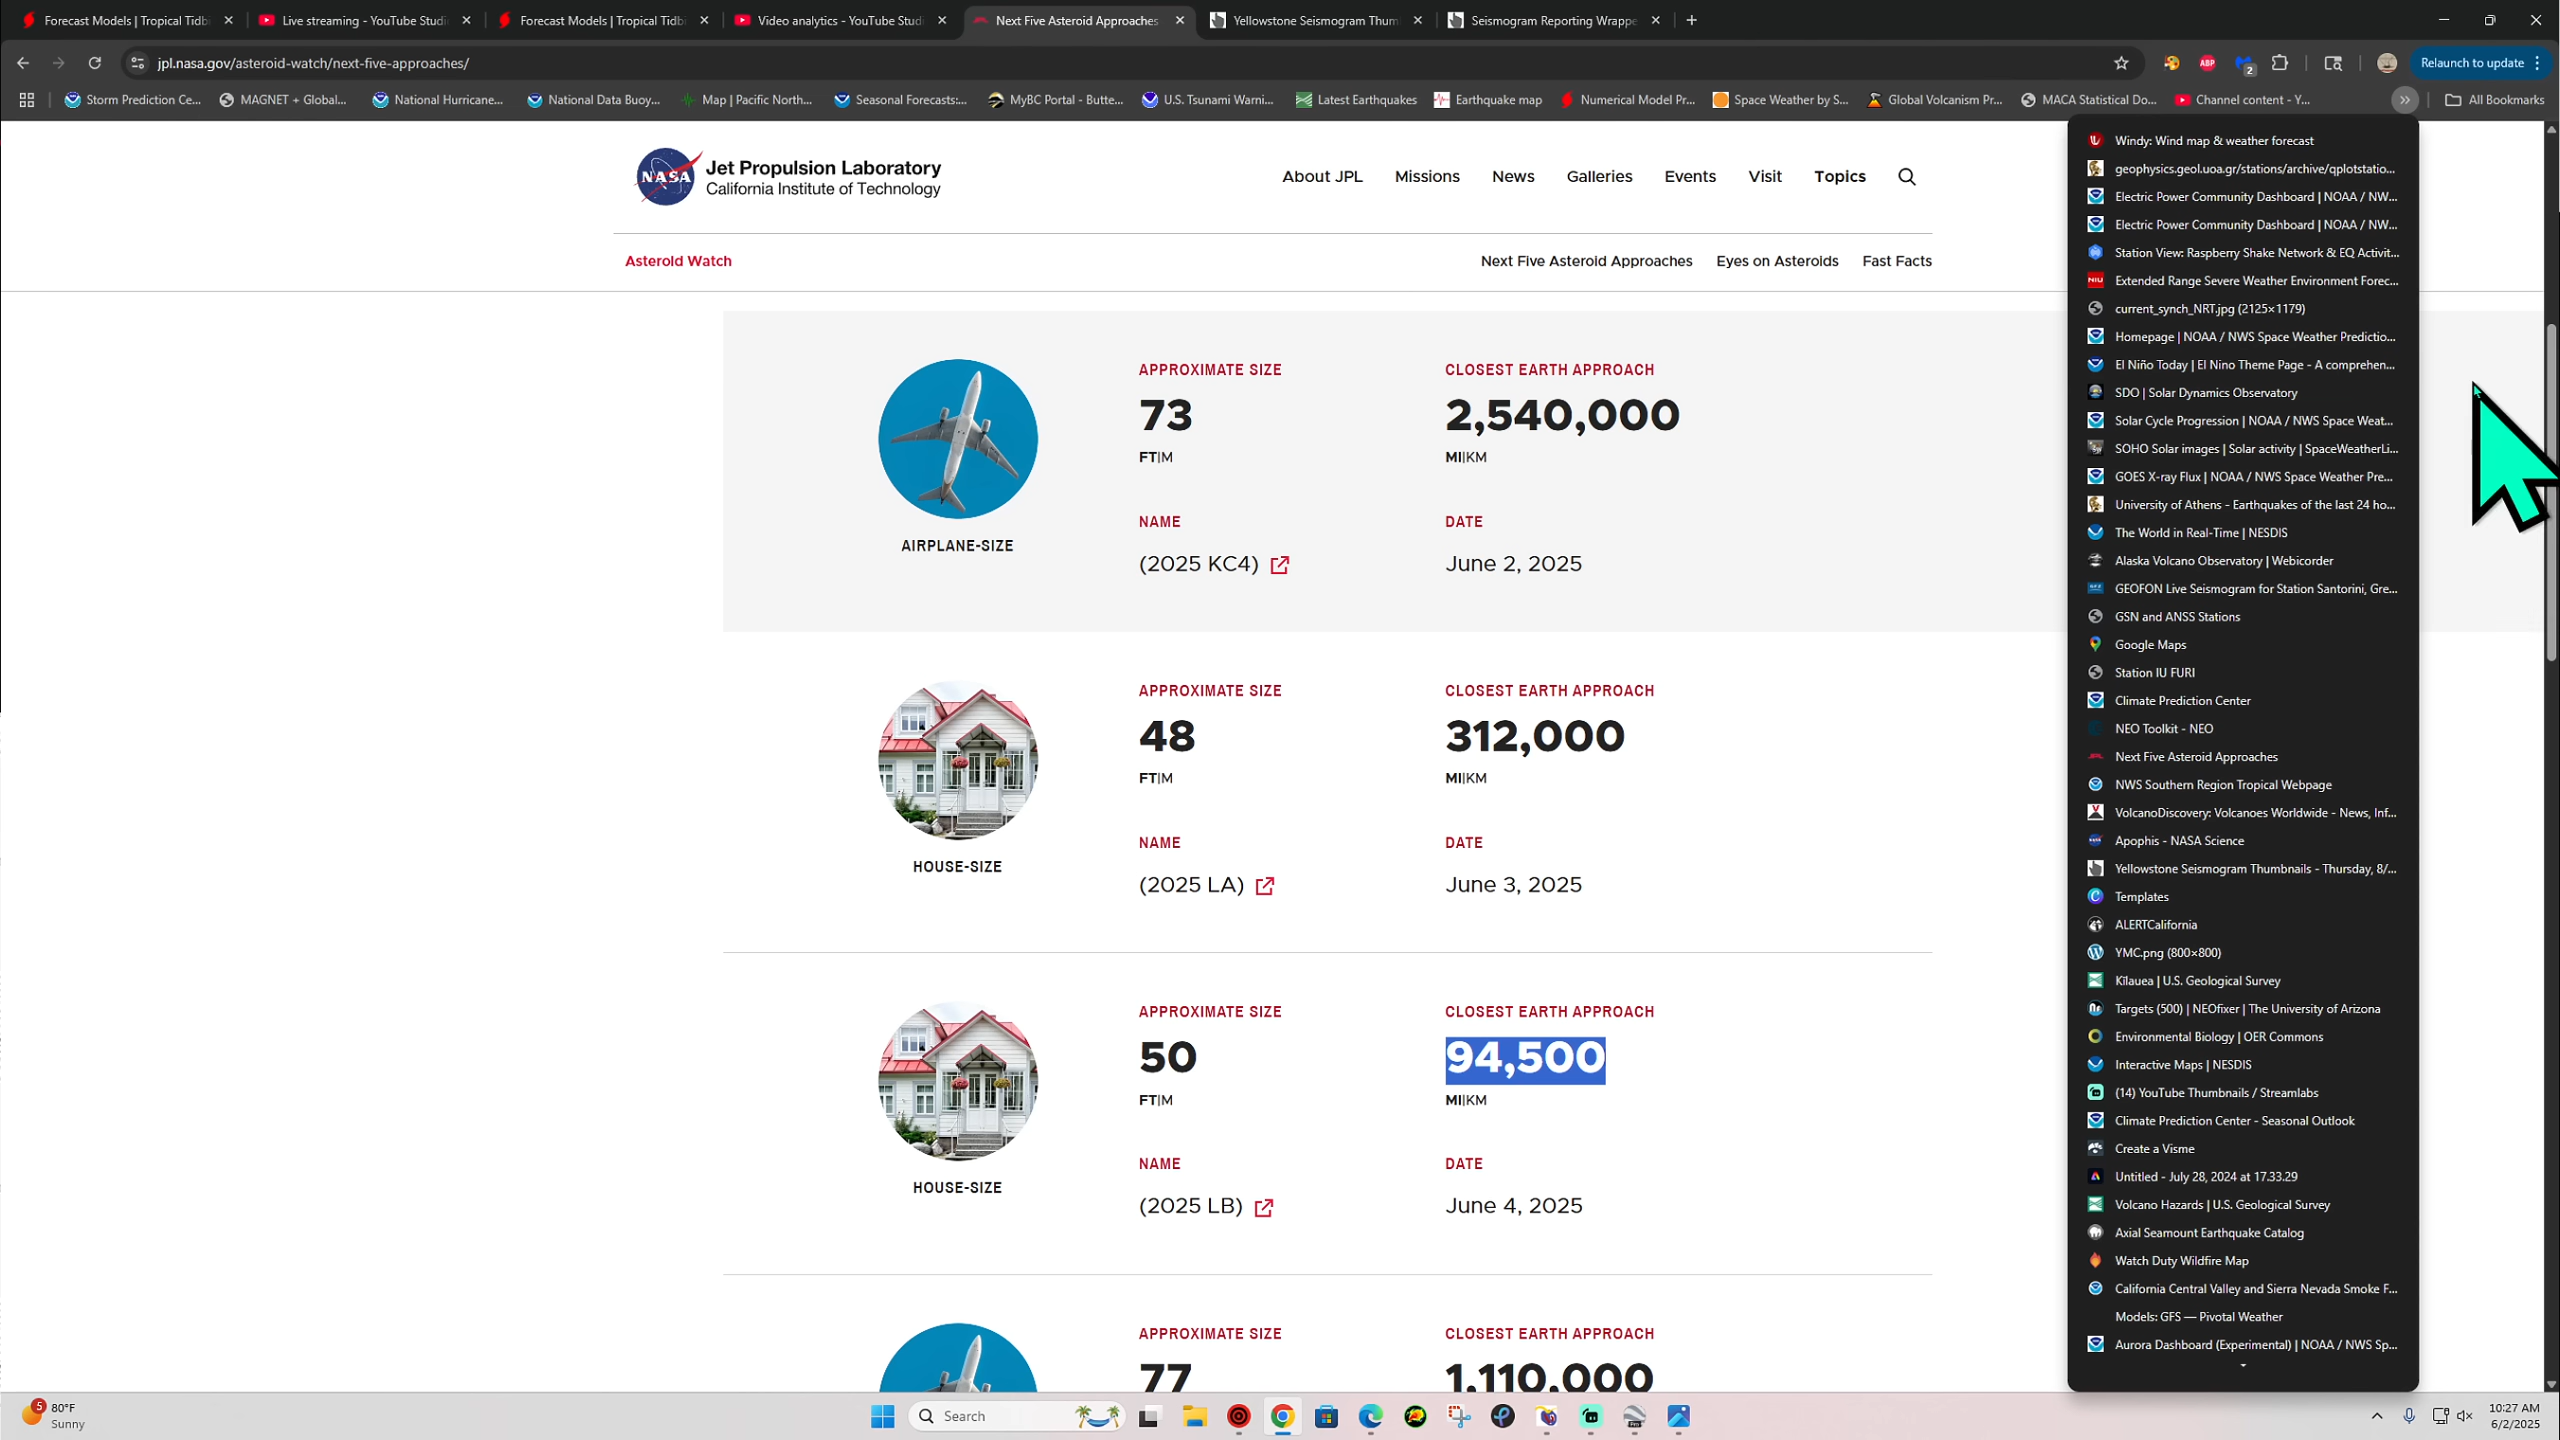 Forecast Models | Tropical Tidbi
Live streaming - YouTube Studi
Forecast Models | Tropical Tidbi
Video analytics - YouTube Studi
Next Five Asteroid Approaches
Yellowstone Seismogram Thum
Seismogram Reporting Wrappe
jpl.nasa.gov/asteroid-watch/next-five-approaches/
ABP
2
Relaunch to update
Storm Prediction Ce...
MAGNET + Global...
National Hurricane...
National Data Buoy...
Map | Pacific North...
Seasonal Forecasts:...
MyBC Portal - Butte...
U.S. Tsunami Warni...
Latest Earthquakes
Earthquake map
Numerical Model Pr...
Space Weather by S...
Global Volcanism Pr...
MACA Statistical Do...
Channel content - Y...
All Bookmarks
NASA
Jet Propulsion Laboratory
California Institute of Technology
About JPL
Missions
News
Galleries
Events
Visit
Topics
Asteroid Watch
Next Five Asteroid Approaches
Eyes on Asteroids
Fast Facts
APPROXIMATE SIZE
CLOSEST EARTH APPROACH
73
2,540,000
FT|M
MI|KM
NAME
DATE
AIRPLANE-SIZE
(2025 KC4)
June 2, 2025
APPROXIMATE SIZE
CLOSEST EARTH APPROACH
48
312,000
FT|M
MI|KM
NAME
DATE
HOUSE-SIZE
(2025 LA)
June 3, 2025
APPROXIMATE SIZE
CLOSEST EARTH APPROACH
50
94,500
FT|M
MI|KM
NAME
DATE
HOUSE-SIZE
(2025 LB)
June 4, 2025
APPROXIMATE SIZE
CLOSEST EARTH APPROACH
77
1,110,000
Windy: Wind map & weather forecast
geophysics.geol.uoa.gr/stations/archive/qplotstatio...
Electric Power Community Dashboard | NOAA / NW...
Electric Power Community Dashboard | NOAA / NW...
Station View: Raspberry Shake Network & EQ Activit...
NIU
Extended Range Severe Weather Environment Forec...
current_synch_NRT.jpg (2125×1179)
Homepage | NOAA / NWS Space Weather Predictio...
El Niño Today | El Nino Theme Page - A comprehen...
SDO | Solar Dynamics Observatory
Solar Cycle Progression | NOAA / NWS Space Weat...
SOHO Solar images | Solar activity | SpaceWeatherLi...
GOES X-ray Flux | NOAA / NWS Space Weather Pre...
University of Athens - Earthquakes of the last 24 ho...
The World in Real-Time | NESDIS
Alaska Volcano Observatory | Webicorder
GEOFON Live Seismogram for Station Santorini, Gre...
GSN and ANSS Stations
Google Maps
Station IU FURI
Climate Prediction Center
NEO Toolkit - NEO
Next Five Asteroid Approaches
NWS Southern Region Tropical Webpage
VolcanoDiscovery: Volcanoes Worldwide - News, Inf...
Apophis - NASA Science
Yellowstone Seismogram Thumbnails - Thursday, 8/...
Templates
ALERTCalifornia
YMC.png (800×800)
Kīlauea | U.S. Geological Survey
Targets (500) | NEOfixer | The University of Arizona
Environmental Biology | OER Commons
Interactive Maps | NESDIS
(14) YouTube Thumbnails / Streamlabs
Climate Prediction Center - Seasonal Outlook
Create a Visme
Untitled - July 28, 2024 at 17.33.29
Volcano Hazards | U.S. Geological Survey
Axial Seamount Earthquake Catalog
Watch Duty Wildfire Map
California Central Valley and Sierra Nevada Smoke F...
Models: GFS — Pivotal Weather
Aurora Dashboard (Experimental) | NOAA / NWS Sp...
5
80°F
Sunny
Search
10:27 AM
6/2/2025